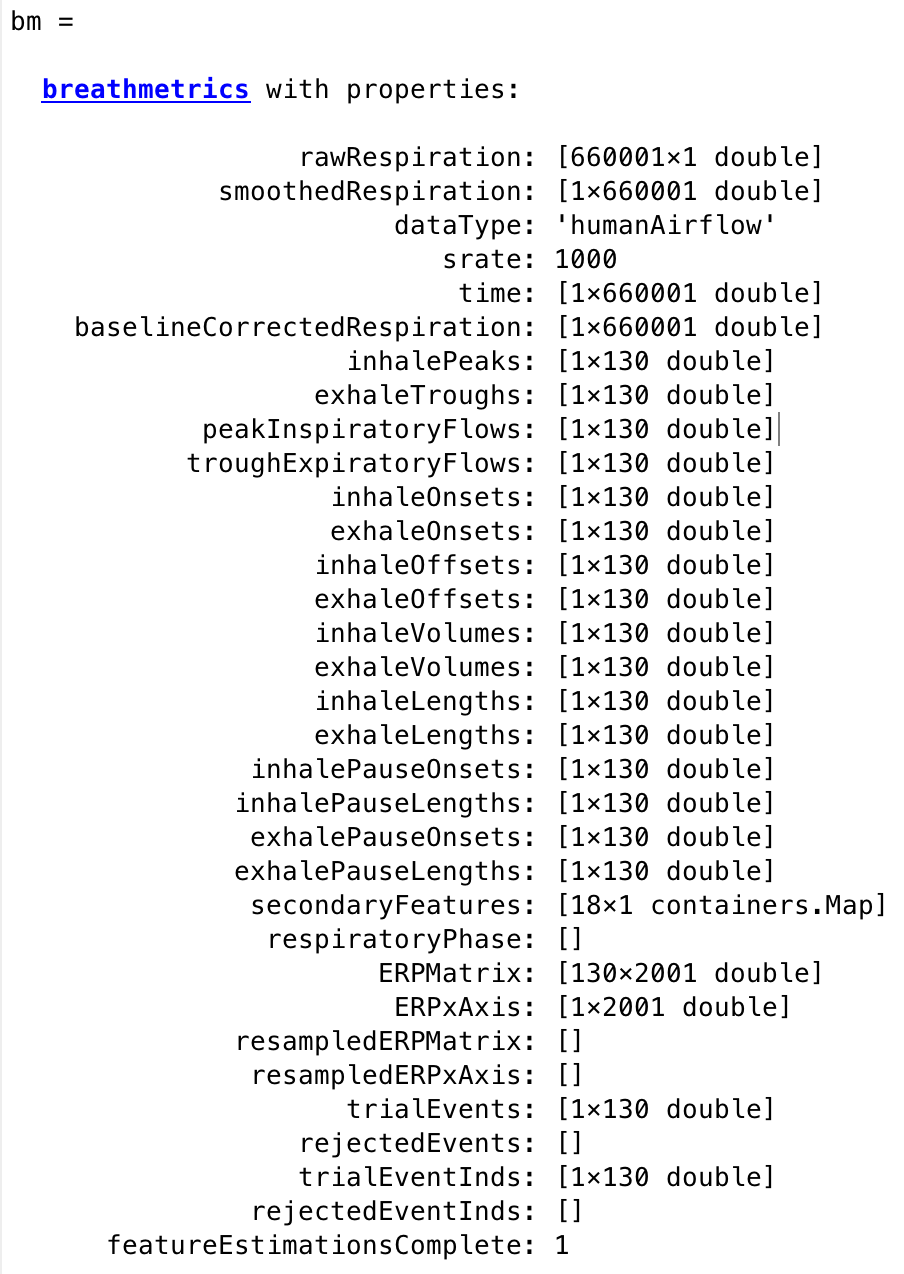 bm =
breathmetrics with properties:
rawRespiration: [660001×1 double]
smoothedRespiration: [1×660001 double]
dataType: 'humanAirflow'
srate: 1000
time: [1×660001 double]
baselineCorrectedRespiration: [1×660001 double]
inhalePeaks: [1×130 double]
exhaleTroughs: [1×130 double]
peakInspiratoryFlows: [1×130 double]
troughExpiratoryFlows: [1×130 double]
inhaleOnsets: [1×130 double]
exhaleOnsets: [1×130 double]
inhaleOffsets: [1×130 double]
exhaleOffsets: [1×130 double]
inhaleVolumes: [1×130 double]
exhaleVolumes: [1×130 double]
inhaleLengths: [1×130 double]
exhaleLengths: [1×130 double]
inhalePauseOnsets: [1×130 double]
inhalePauseLengths: [1×130 double]
exhalePauseOnsets: [1×130 double]
exhalePauseLengths: [1×130 double]
secondaryFeatures: [18×1 containers.Map]
respiratoryPhase: []
ERPMatrix: [130×2001 double]
ERPxAxis: [1×2001 double]
resampledERPMatrix: []
resampledERPxAxis: []
trialEvents: [1×130 double]
rejectedEvents: []
trialEventInds: [1×130 double]
rejectedEventInds: []
featureEstimationsComplete: 1